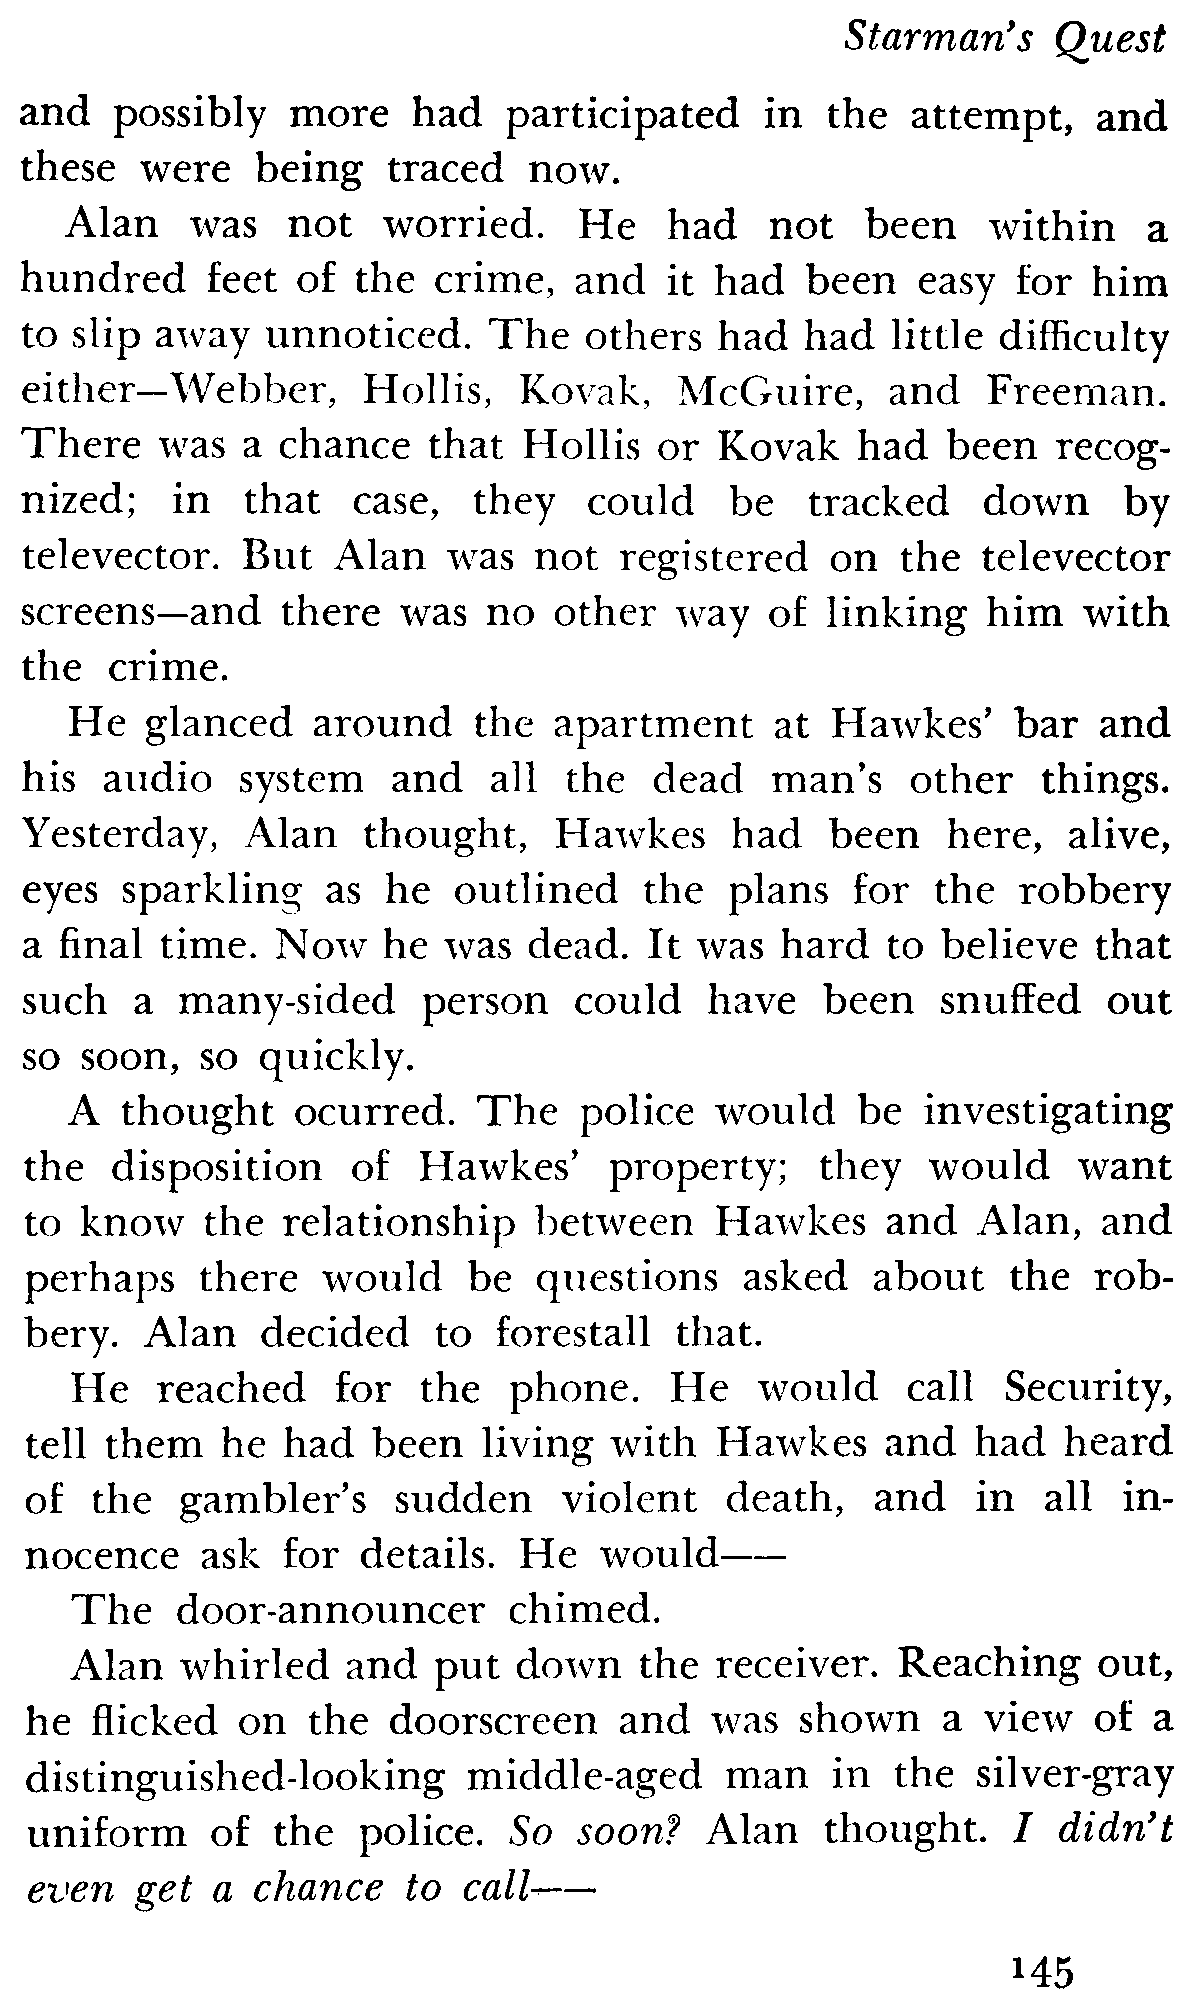 Starman's Quest
and possibly more had participated in the attempt, and
these were being traced now.
Alan was not worried. He had not been within a
hundred feet of the crime, and it had been easy for him
to slip away unnoticed. The others had had little difficulty
either—Webber, Hollis, Kovak, McGuire, and Freeman.
There was a chance that Hollis or Kovak had been recog-
nized; in that case, they could be tracked down by
televector. But Alan was not registered on the televector
screens—and there was no other way of linking him with
the crime.
He glanced around the apartment at Hawkes' bar and
his audio system and all the dead man's other things.
Yesterday, Alan thought, Hawkes had been here, alive,
eyes sparkling as he outlined the plans for the robbery
a final time. Now he was dead. It was hard to believe that
such a many-sided person could have been snuffed out
so soon, so quickly.
A thought ocurred. The police would be investigating
the disposition of Hawkes' property; they would want
to know the relationship between Hawkes and Alan, and
perhaps there would be questions asked about the rob-
bery. Alan decided to forestall that.
He reached for the phone. He would call Security,
tell them he had been living with Hawkes and had heard
of the gambler's sudden violent death, and in all in-
nocence ask for details. He would——
The door-announcer chimed.
Alan whirled and put down the receiver. Reaching out,
he flicked on the doorscreen and was shown a view of a
distinguished-looking middle-aged man in the silver-gray
uniform of the police. So soon? Alan thought. I didn't
even get a chance to call——
145